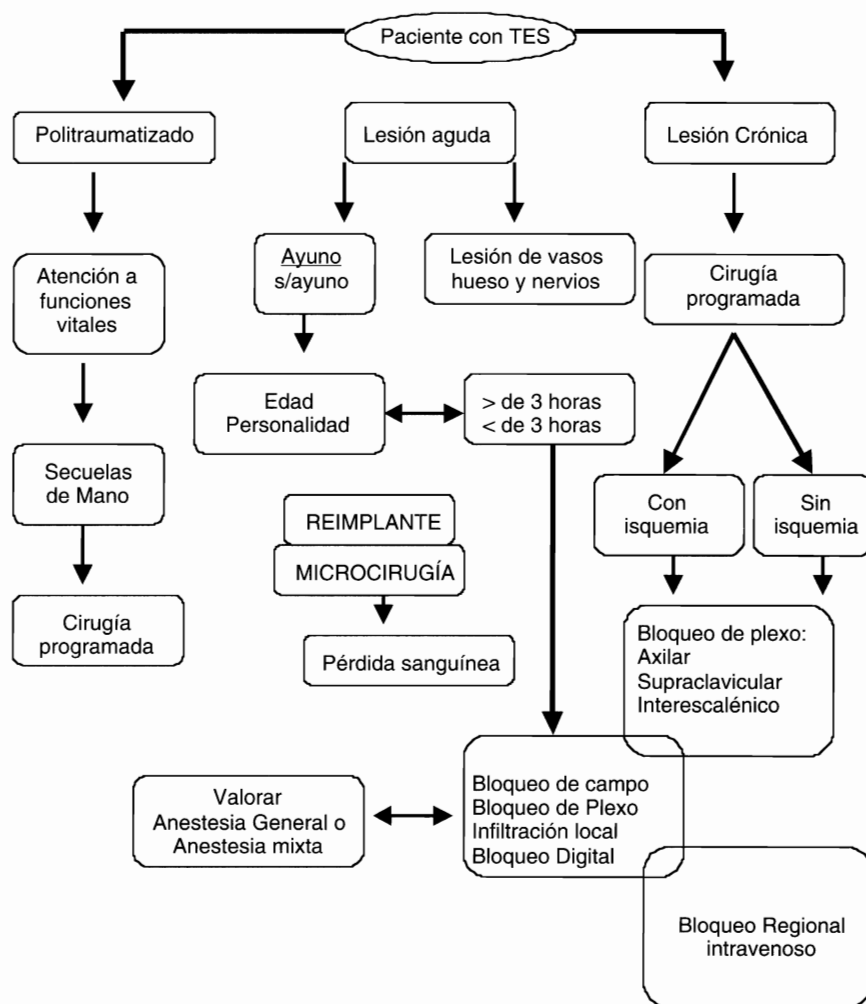 Paciente con TES
Politraumatizado
Lesión aguda
Lesión Crónica
Atención a
funciones
vitales
Ayuno
s/ayuno
Lesión de vasos
hueso y nervios
Cirugía
programada
Edad
Personalidad
> de 3 horas
< de 3 horas
Secuelas
de Mano
Con
isquemia
Sin
isquemia
REIMPLANTE
MICROCIRUGÍA
Cirugía
programada
Pérdida sanguínea
Bloqueo de plexo:
Axilar
Supraclavicular
Interescalénico
Valorar
Anestesia General o
Anestesia mixta
Bloqueo de campo
Bloqueo de Plexo
Infiltración local
Bloqueo Digital
Bloqueo Regional
intravenoso